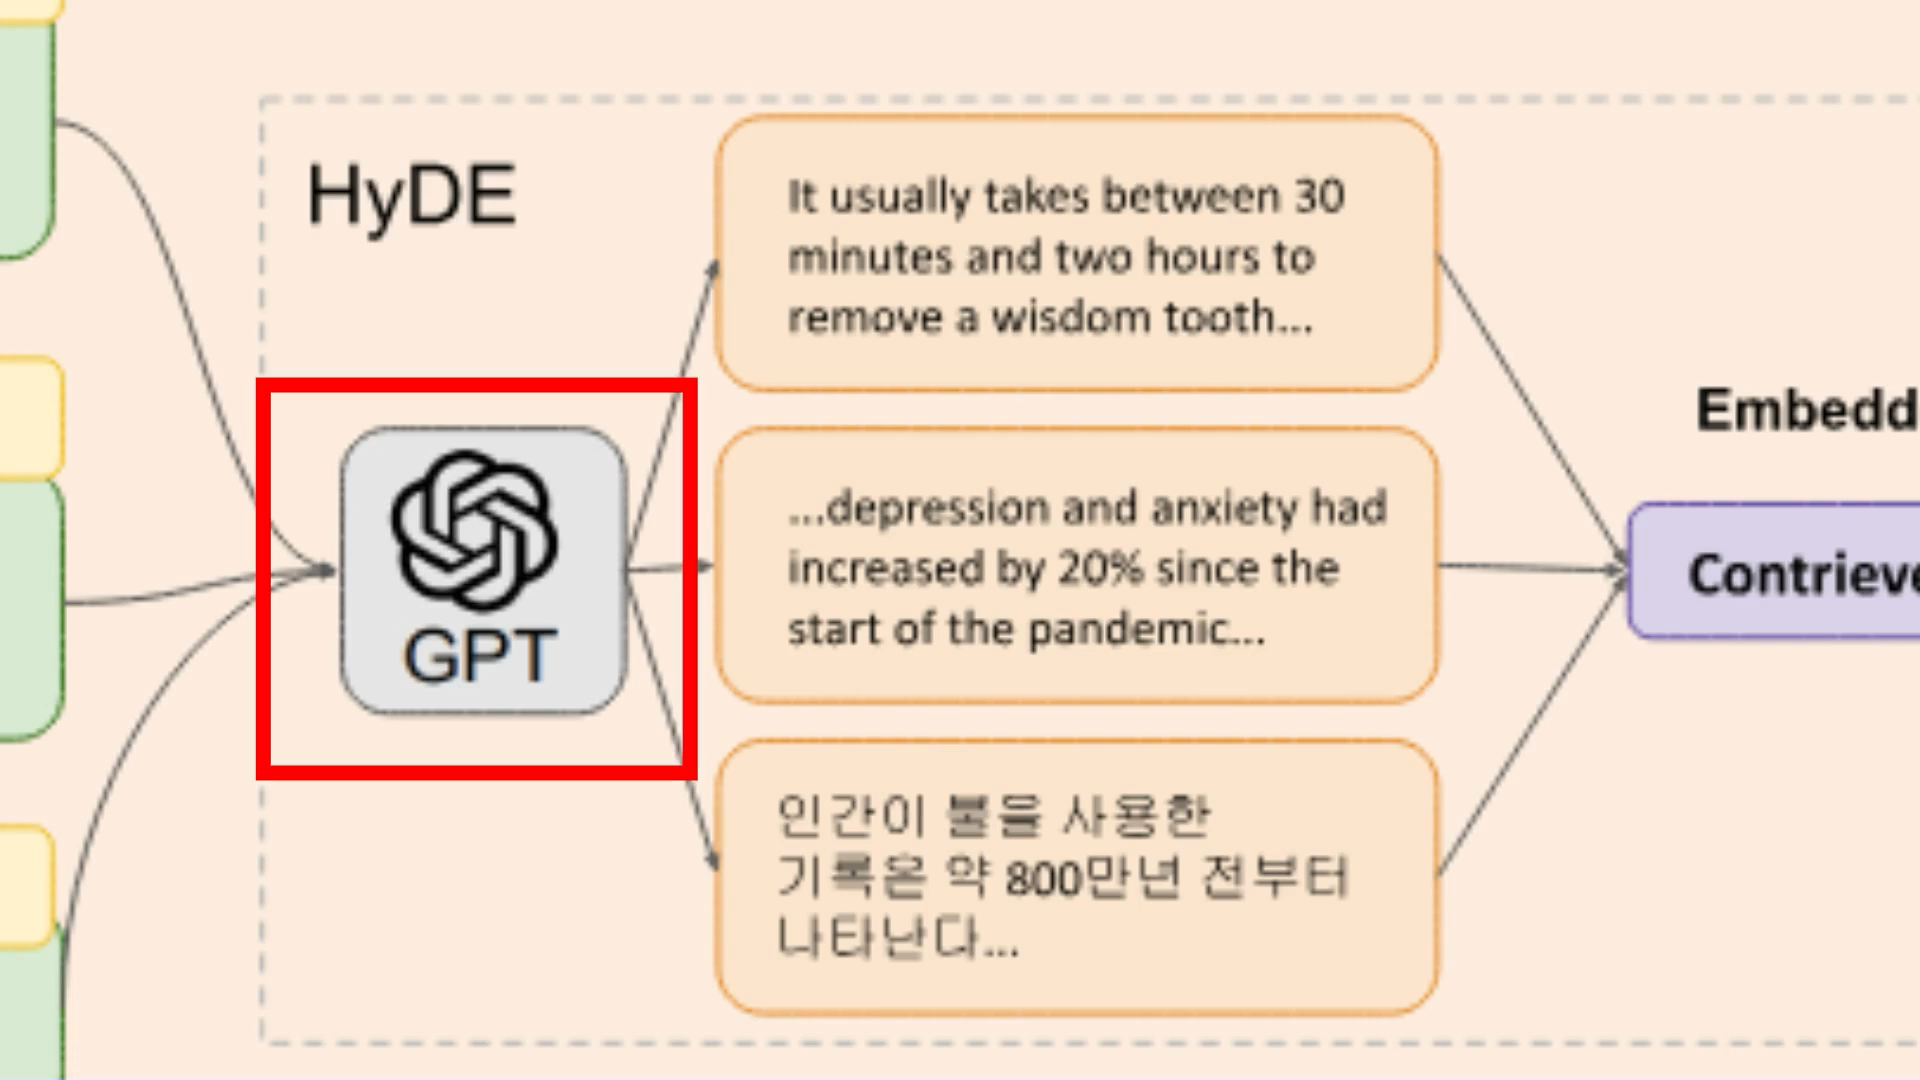 HyDE
GPT
It usually takes between 30
minutes and two hours to
remove a wisdom tooth...
...depression and anxiety had
increased by 20% since the
start of the pandemic...
인간이 불을 사용한
기록은 약 800만년 전부터
나타난다...
Embedd
Contrieve